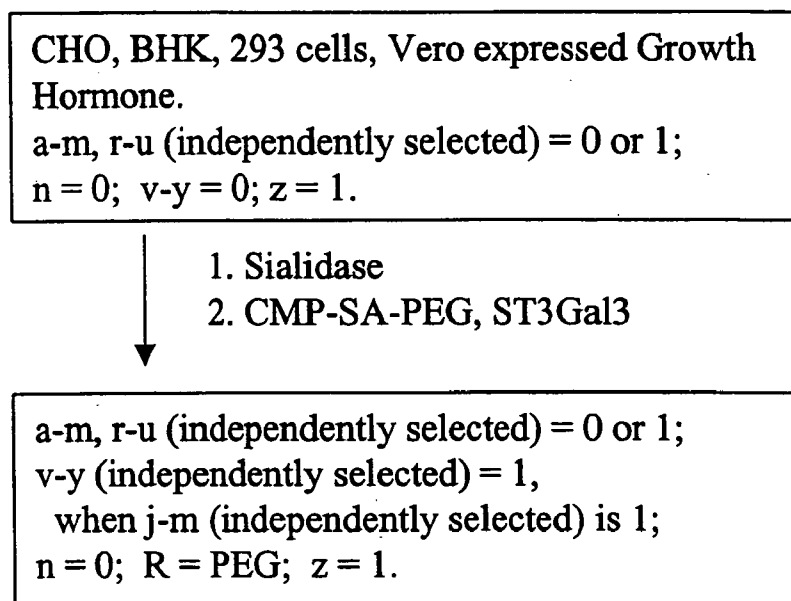 CHO, BHK, 293 cells, Vero expressed Growth
Hormone.
a-m, r-u (independently selected) = 0 or 1;
n = 0; v-y = 0; z = 1.
1. Sialidase
2. CMP-SA-PEG, ST3Gal3
a-m, r-u (independently selected) = 0 or 1;
v-y (independently selected) = 1,
when j-m (independently selected) is 1;
n = 0; R = PEG; z = 1.